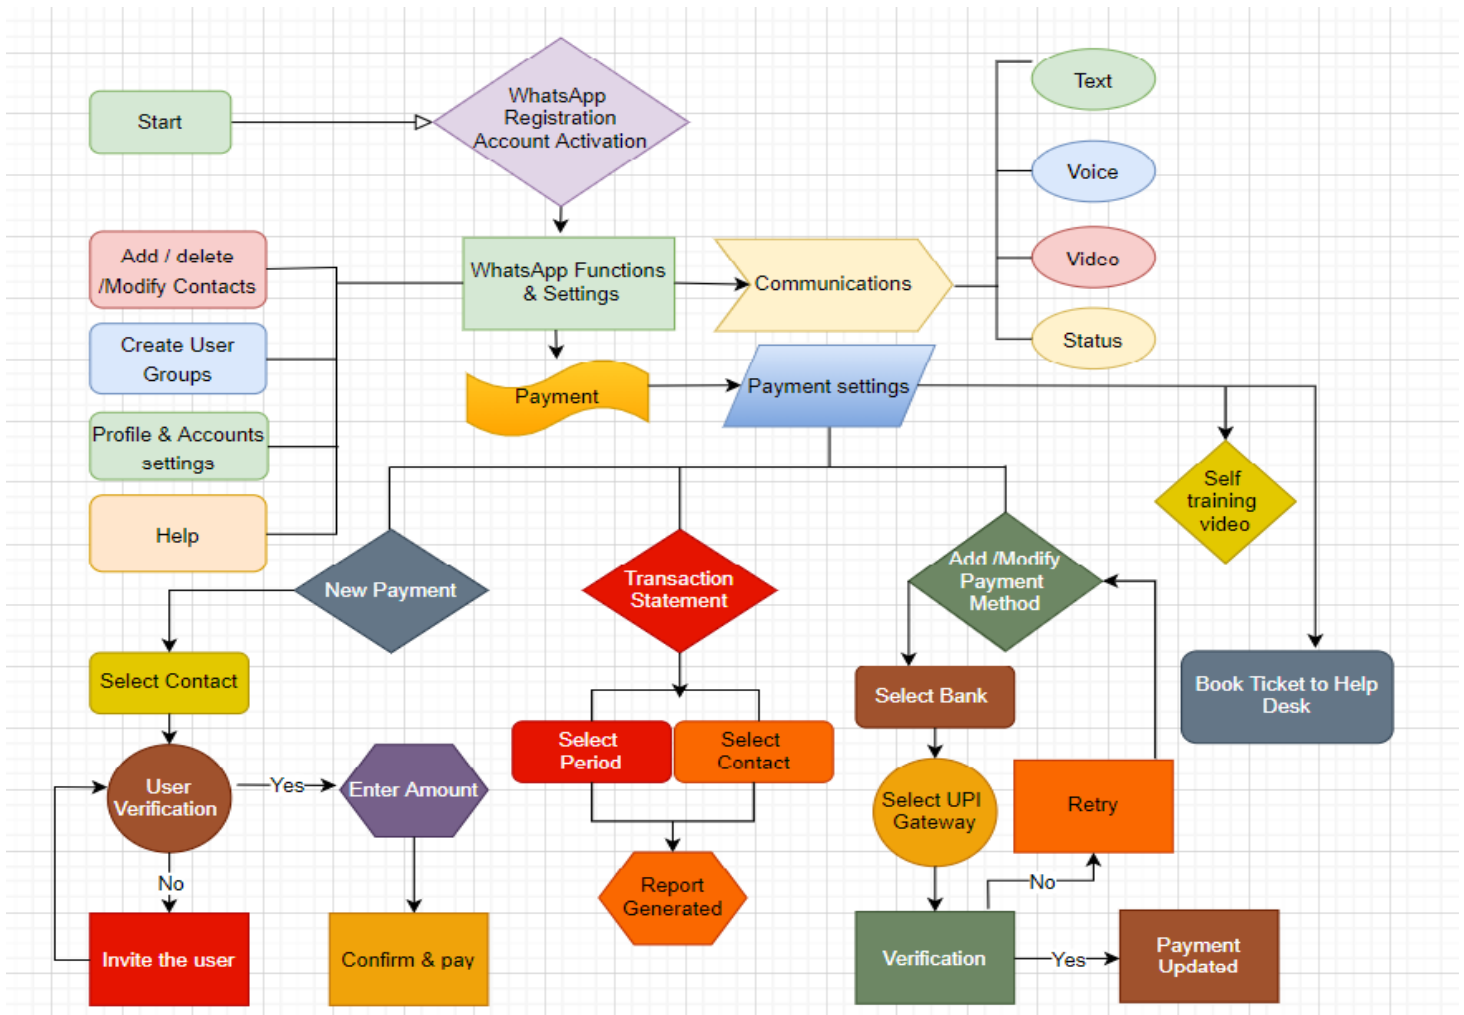 Start
WhatsApp
Registration
Account Activation
Text
Voice
Video
Status
Add / delete
/Modify Contacts
WhatsApp Functions
& Settings
Communications
Create User
Groups
Payment
Payment settings
Profile & Accounts
settings
Help
Self
training
video
New Payment
Transaction
Statement
Add /Modify
Payment
Method
Select Contact
Select Bank
Book Ticket to Help
Desk
Select
Period
Select
Contact
User
Verification
Yes
Enter Amount
Select UPI
Gateway
Retry
No
Report
Generated
No
Invite the user
Confirm & pay
Verification
Yes
Payment
Updated